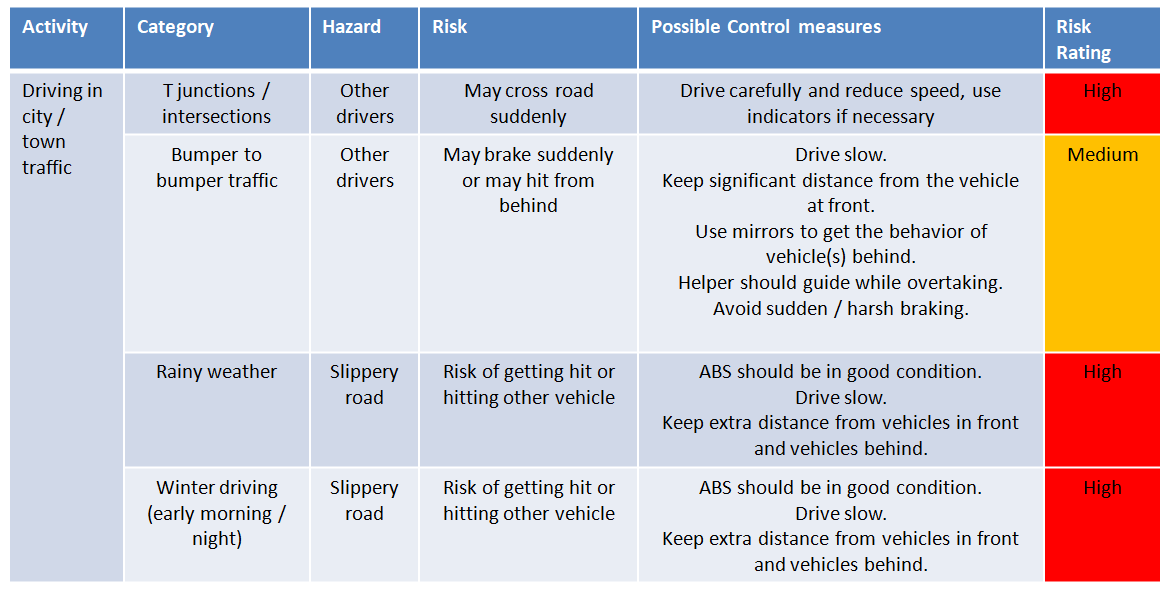 Activity
Category
Hazard
Risk
Possible Control measures
Risk
Rating
Driving in
city /
town
traffic
T junctions /
intersections
Other
drivers
May cross road
suddenly
Drive carefully and reduce speed, use
indicators if necessary
High
Bumper to
bumper traffic
Other
drivers
May brake suddenly
or may hit from
behind
Drive slow.
Keep significant distance from the vehicle
at front.
Use mirrors to get the behavior of
vehicle(s) behind.
Helper should guide while overtaking.
Avoid sudden / harsh braking.
Medium
Rainy weather
Slippery
road
Risk of getting hit or
hitting other vehicle
ABS should be in good condition.
Drive slow.
Keep extra distance from vehicles in front
and vehicles behind.
High
Winter driving
(early morning /
night)
Slippery
road
Risk of getting hit or
hitting other vehicle
ABS should be in good condition.
Drive slow.
Keep extra distance from vehicles in front
and vehicles behind.
High